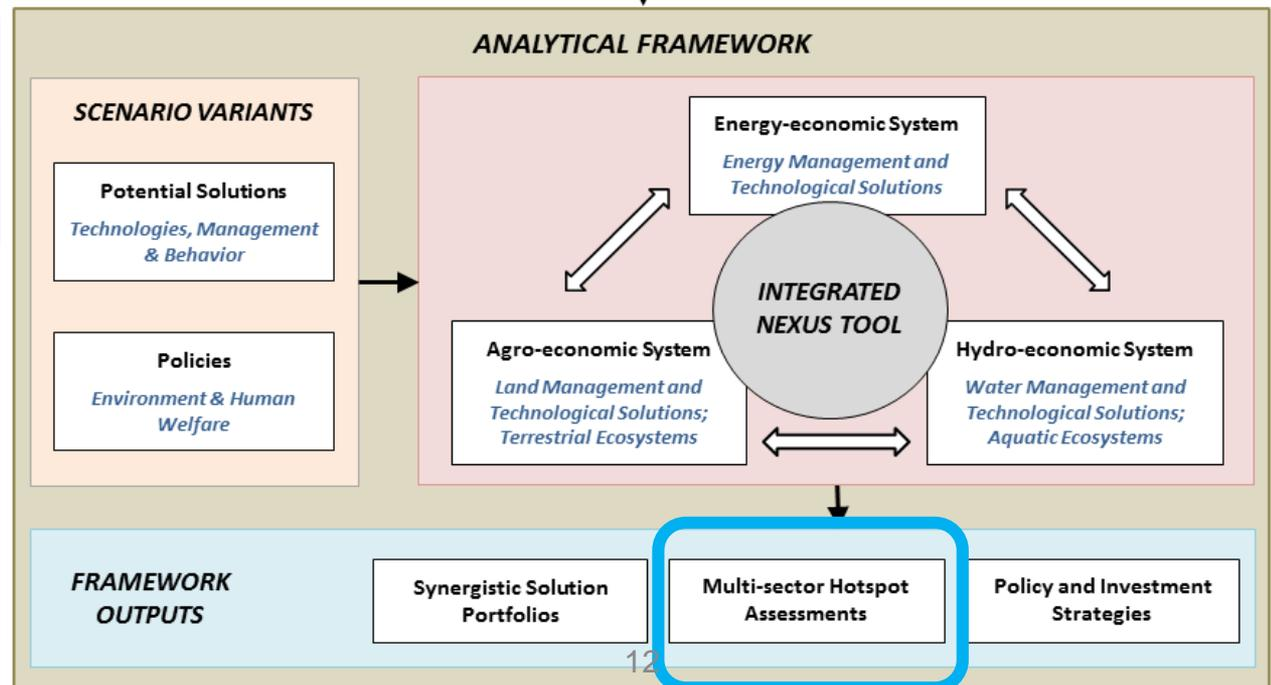 ANALYTICAL FRAMEWORK
SCENARIO VARIANTS
Potential Solutions
Technologies, Management
& Behavior
Policies
Environment & Human
Welfare
Energy-economic System
Energy Management and
Technological Solutions
INTEGRATED
NEXUS TOOL
Agro-economic System
Land Management and
Technological Solutions;
Terrestrial Ecosystems
Hydro-economic System
Water Management and
Technological Solutions;
Aquatic Ecosystems
FRAMEWORK
OUTPUTS
Synergistic Solution
Portfolios
Multi-sector Hotspot
Assessments
Policy and Investment
Strategies
12